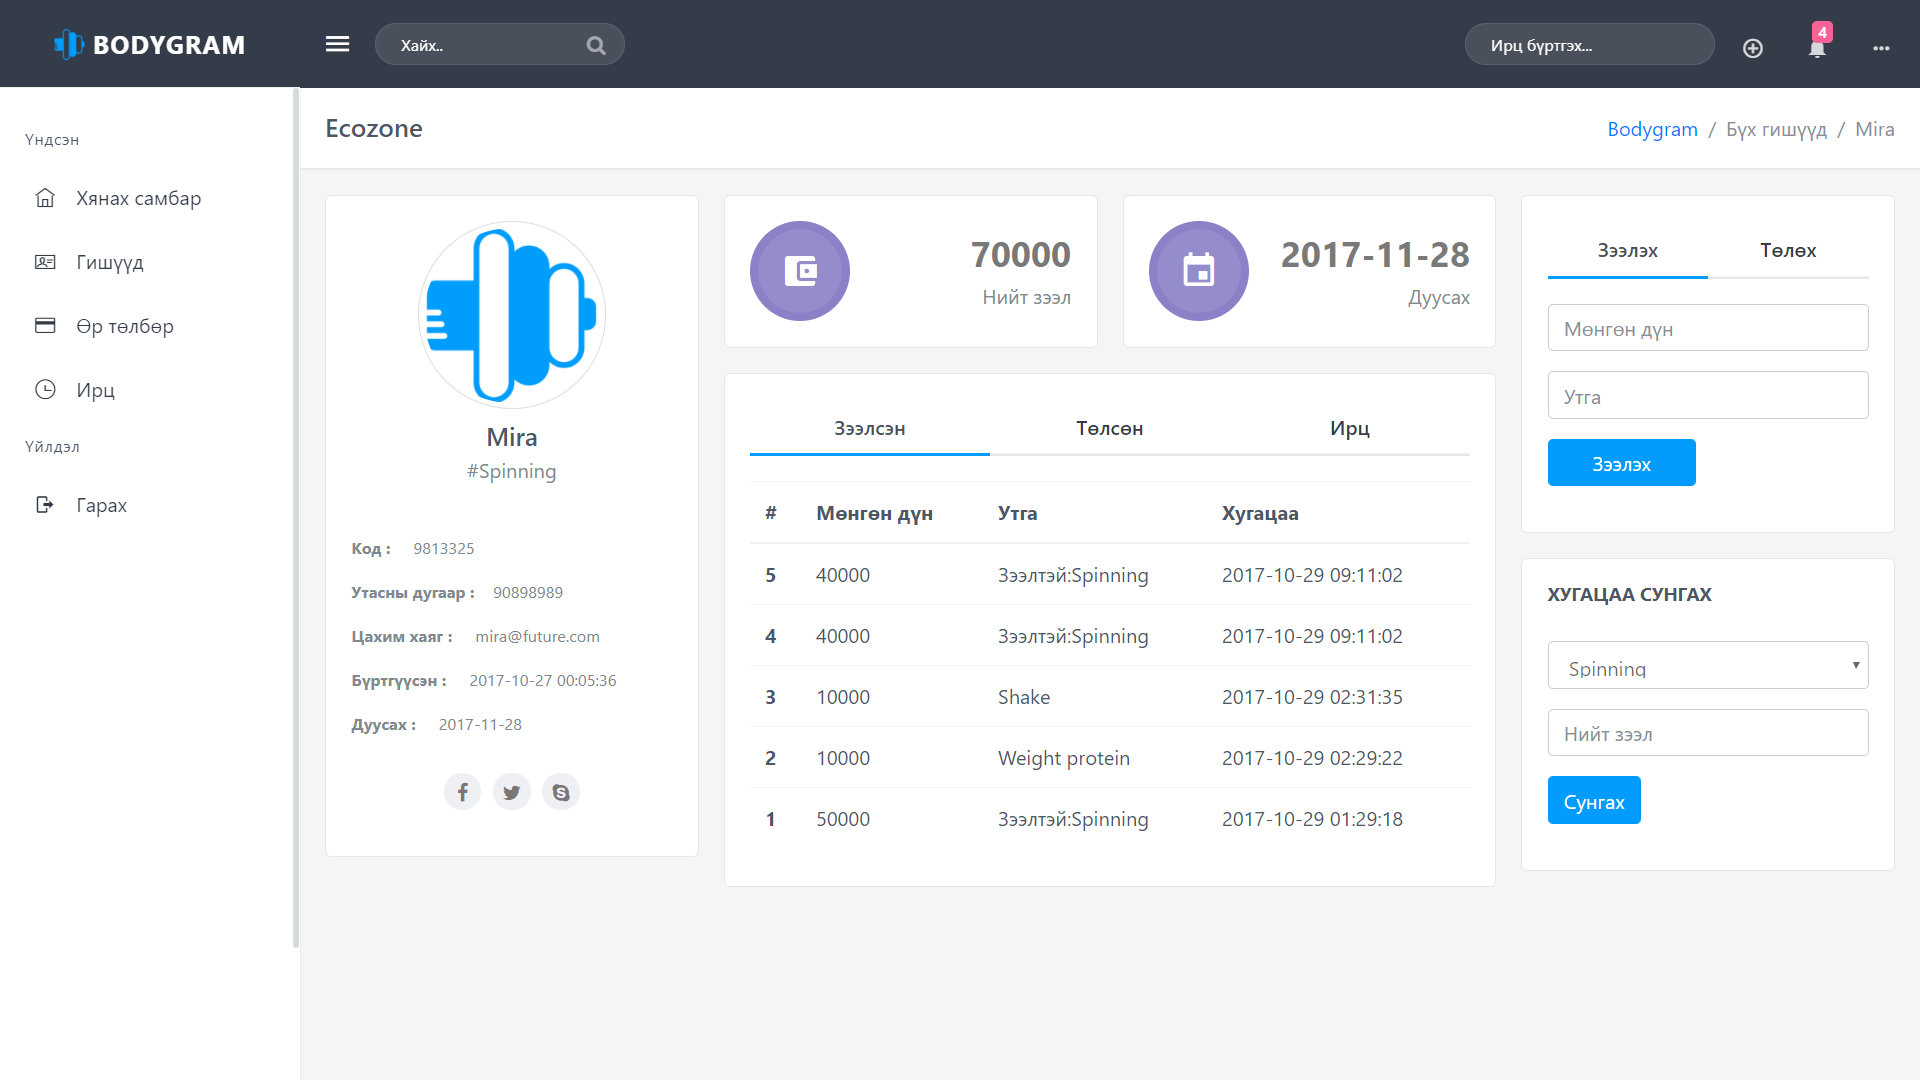 BODYGRAM
Хайх..
Ирц бүртгэх...
4
Үндсэн
Хянах самбар
Гишүүд
Өр төлбөр
Ирц
Үйлдэл
Гарах
Ecozone
Bodygram / Бүх гишүүд / Mira
Mira
#Spinning
Код : 9813325
Утасны дугаар : 90898989
Цахим хаяг : mira@future.com
Бүртгүүсэн : 2017-10-27 00:05:36
Дуусах : 2017-11-28
70000
Нийт зээл
2017-11-28
Дуусах
Зээлсэн Төлсөн Ирц
# Мөнгөн дүн Утга Хугацаа
5 40000 Зээлтэй:Spinning 2017-10-29 09:11:02
4 40000 Зээлтэй:Spinning 2017-10-29 09:11:02
3 10000 Shake 2017-10-29 02:31:35
2 10000 Weight protein 2017-10-29 02:29:22
1 50000 Зээлтэй:Spinning 2017-10-29 01:29:18
Зээлэх Төлөх
Мөнгөн дүн
Утга
Зээлэх
ХУГАЦАА СУНГАХ
Spinning
Нийт зээл
Сунгах